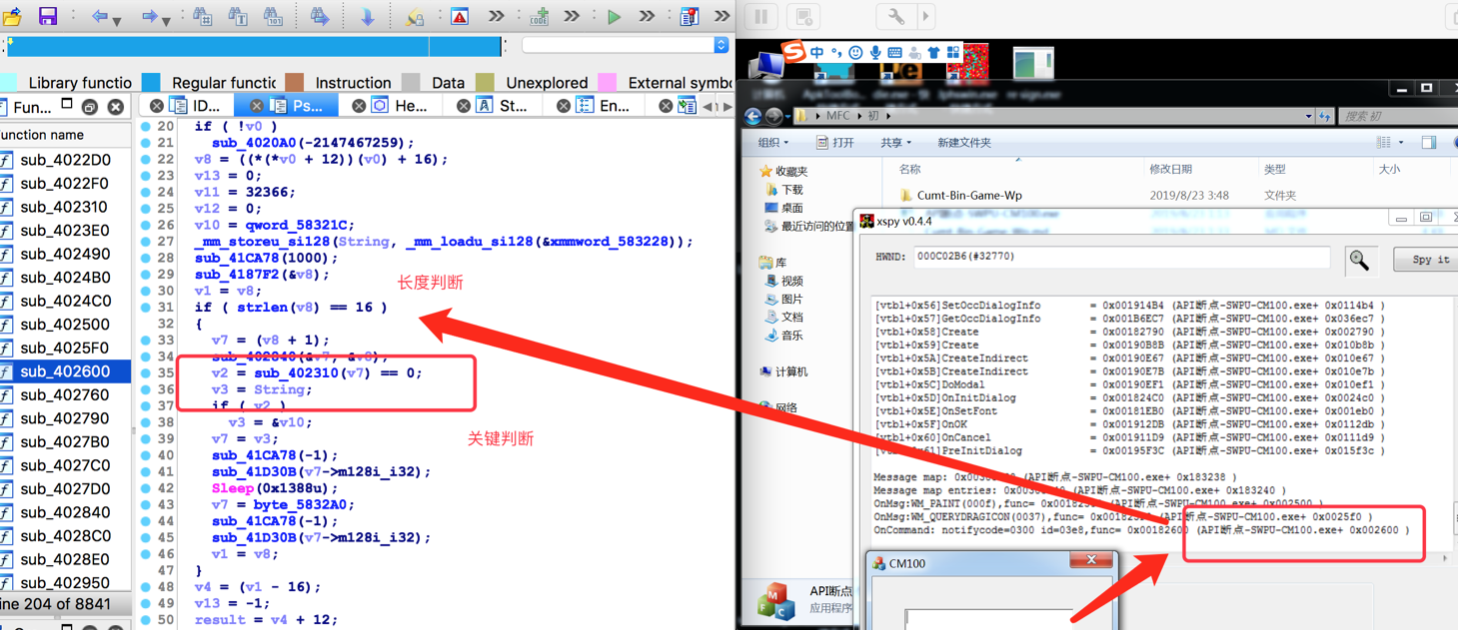 Library functio
Regular functic
Instruction
Data
Unexplored
External symbo
Fun...
ID...
Ps...
He...
St...
En...
unction name
sub_4022D0
sub_4022F0
sub_402310
sub_4023E0
sub_402490
sub_4024B0
sub_4024C0
sub_402500
sub_4025F0
sub_402600
sub_402760
sub_402790
sub_4027B0
sub_4027C0
sub_4027D0
sub_402840
sub_4028C0
sub_4028E0
sub_402950
ine 204 of 8841
20 if ( !v0 )
21 sub_4020A0(-2147467259);
22 v8 = ((*(*v0 + 12))(v0) + 16);
23 v13 = 0;
24 v11 = 32366;
25 v12 = 0;
26 v10 = qword_58321C;
27 _mm_storeu_si128(String, _mm_loadu_si128(&xmmword_583228));
28 sub_41CA78(1000);
29 sub_4187F2(&v8);
30 v1 = v8;
31 if ( strlen(v8) == 16 )
32 {
33 v7 = (v8 + 1);
34
35 v2 = sub_402310(v7) == 0;
36 v3 = String;
37 if ( v2 )
38 v3 = &v10;
39 v7 = v3;
40 sub_41CA78(-1);
41 sub_41D30B(v7->m128i_i32);
42 Sleep(0x1388u);
43 v7 = byte_5832A0;
44 sub_41CA78(-1);
45 sub_41D30B(v7->m128i_i32);
46 v1 = v8;
47 }
48 v4 = (v1 - 16);
49 v13 = -1;
50 result = v4 + 12;
长度判断
关键判断
中
MFC
初
搜索 初
组织
打开
共享
新建文件夹
收藏夹
下载
桌面
最近访问的位置
库
视频
图片
文档
音乐
计算机
网络
名称
修改日期
类型
大小
Cumt-Bin-Game-Wp
2019/8/23 3:48
文件夹
xspy v0.4.4
HWND:
000C02B6(#32770)
Spy it
[vtbl+0x56]SetOccDialogInfo = 0x001914B4 (API断点-SWPU-CM100.exe+ 0x0114b4 )
[vtbl+0x57]GetOccDialogInfo = 0x001B6EC7 (API断点-SWPU-CM100.exe+ 0x036ec7 )
[vtbl+0x58]Create = 0x00182790 (API断点-SWPU-CM100.exe+ 0x002790 )
[vtbl+0x59]Create = 0x00190B8B (API断点-SWPU-CM100.exe+ 0x010b8b )
[vtbl+0x5A]CreateIndirect = 0x00190E67 (API断点-SWPU-CM100.exe+ 0x010e67 )
[vtbl+0x5B]CreateIndirect = 0x00190E7B (API断点-SWPU-CM100.exe+ 0x010e7b )
[vtbl+0x5C]DoModal = 0x00190EF1 (API断点-SWPU-CM100.exe+ 0x010ef1 )
[vtbl+0x5D]OnInitDialog = 0x001824C0 (API断点-SWPU-CM100.exe+ 0x0024c0 )
[vtbl+0x5E]OnSetFont = 0x00181EB0 (API断点-SWPU-CM100.exe+ 0x001eb0 )
[vtbl+0x5F]OnOK = 0x001912DB (API断点-SWPU-CM100.exe+ 0x0112db )
[vtbl+0x60]OnCancel = 0x001911D9 (API断点-SWPU-CM100.exe+ 0x0111d9 )
PreInitDialog = 0x00195F3C (API断点-SWPU-CM100.exe+ 0x015f3c )
Message map: (API断点-SWPU-CM100.exe+ 0x183238 )
Message map entries: (API断点-SWPU-CM100.exe+ 0x183240 )
OnMsg:WM_PAINT(000f),func= (API断点-SWPU-CM100.exe+ 0x002500 )
OnMsg:WM_QUERYDRAGICON(0037),func= (API断点-SWPU-CM100.exe+ 0x0025f0 )
OnCommand: notifycode=0300 id=03e8,func= 0x00182600 (API断点-SWPU-CM100.exe+ 0x002600 )
CM100
API断点
应用程序